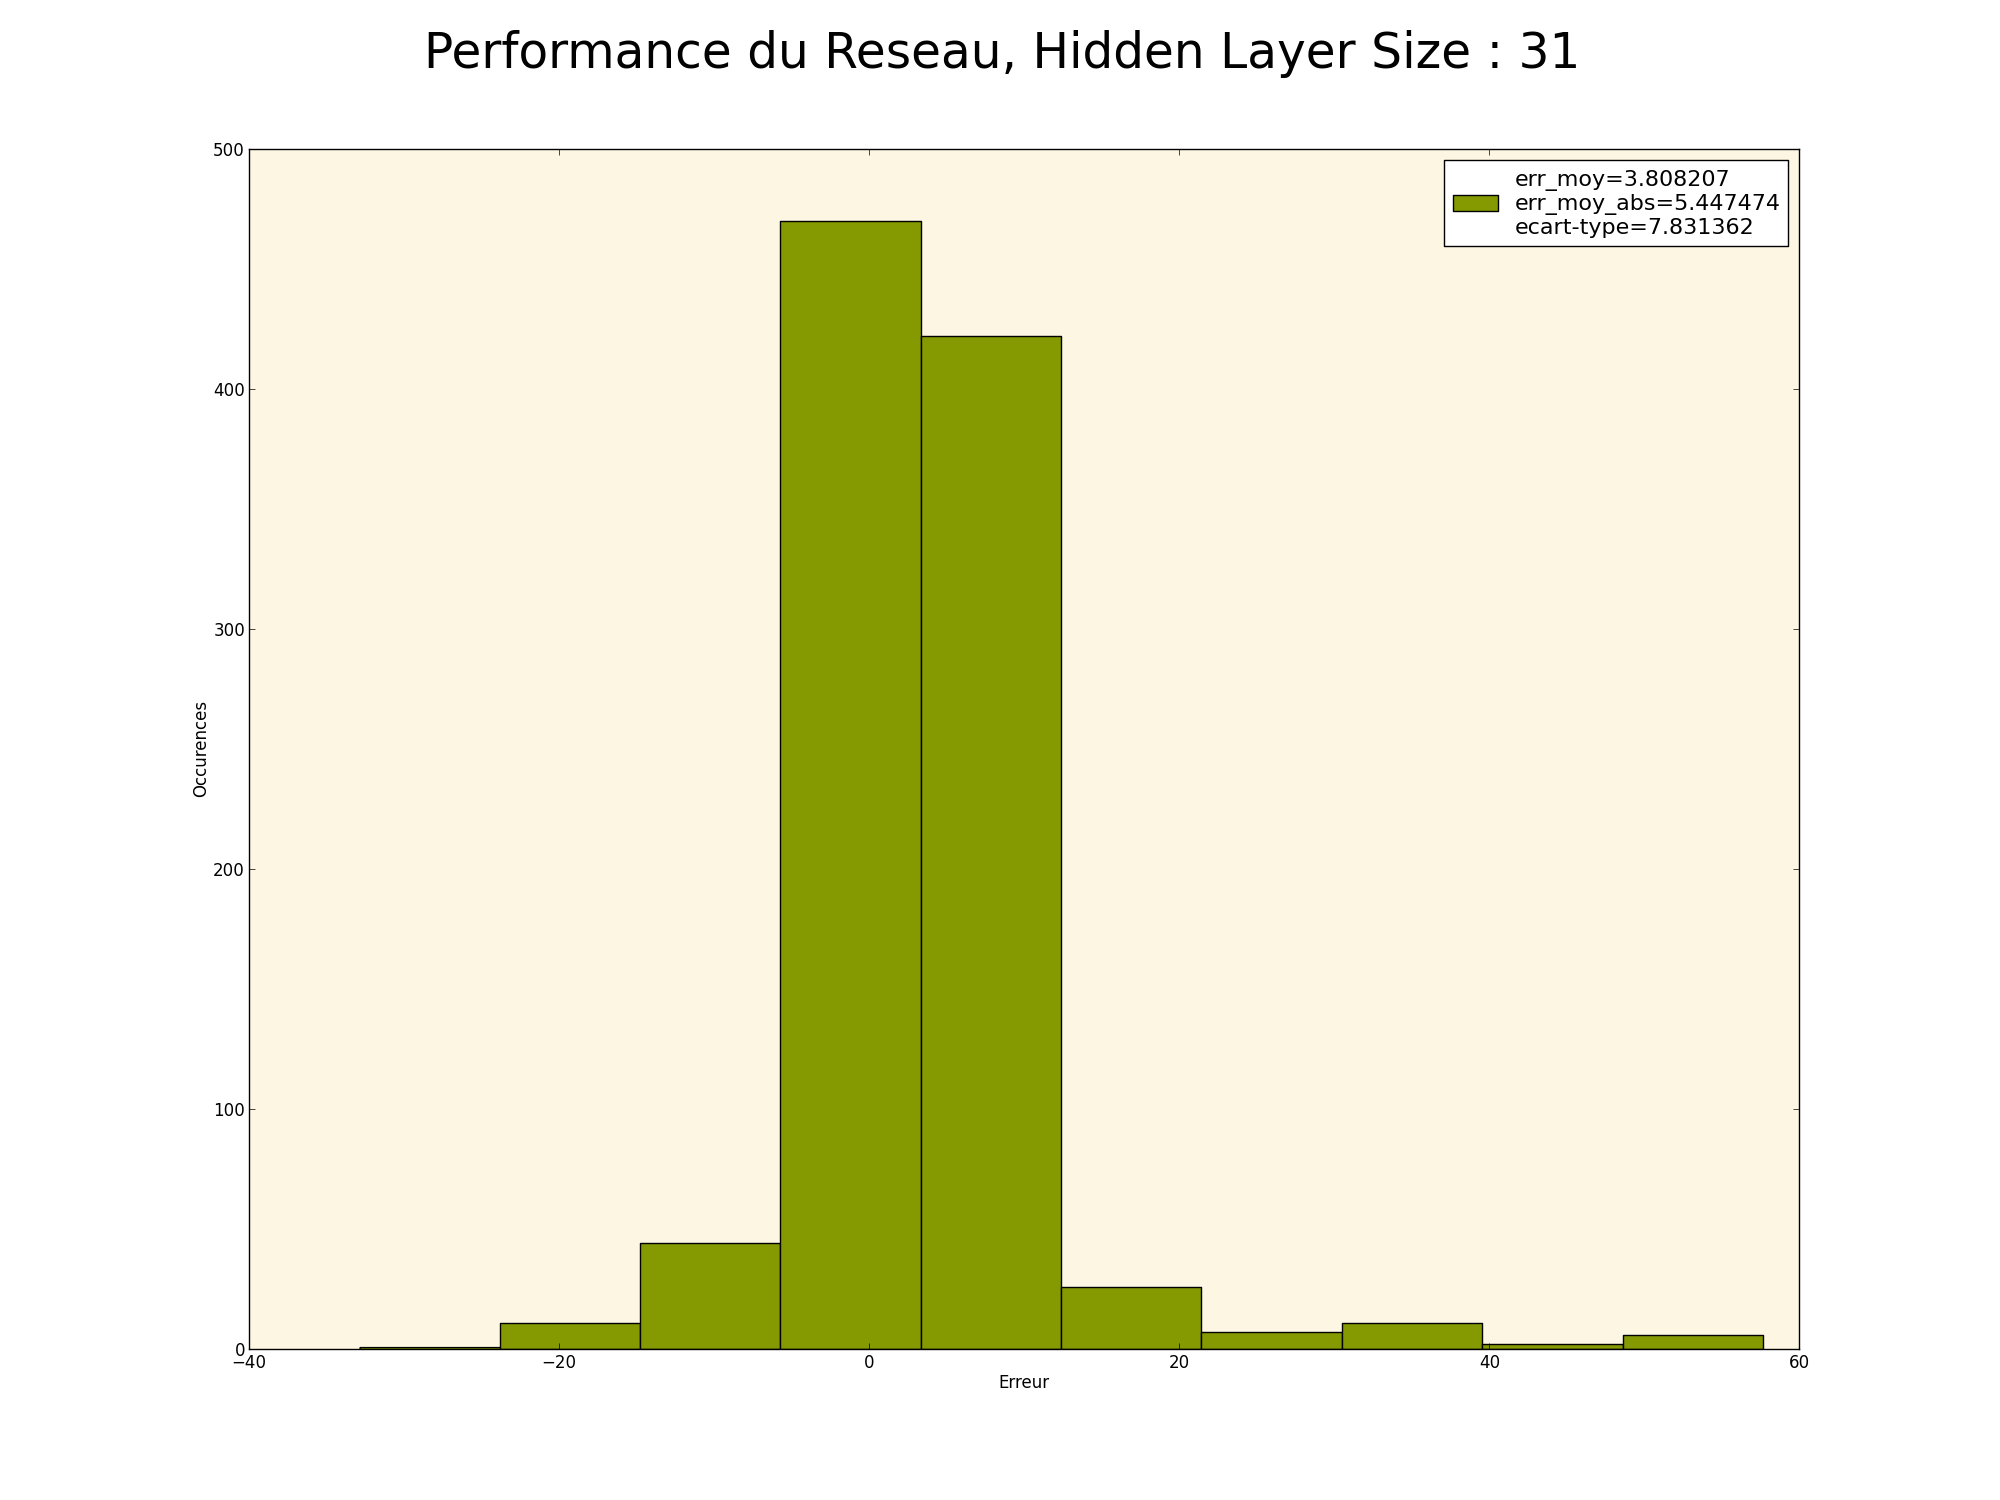 Performance du Reseau, Hidden Layer Size : 31
500
400
300
200
100
0
Occurences
err_moy=3.808207
err_moy_abs=5.447474
ecart-type=7.831362
−40 −20 0 20 40 60
Erreur